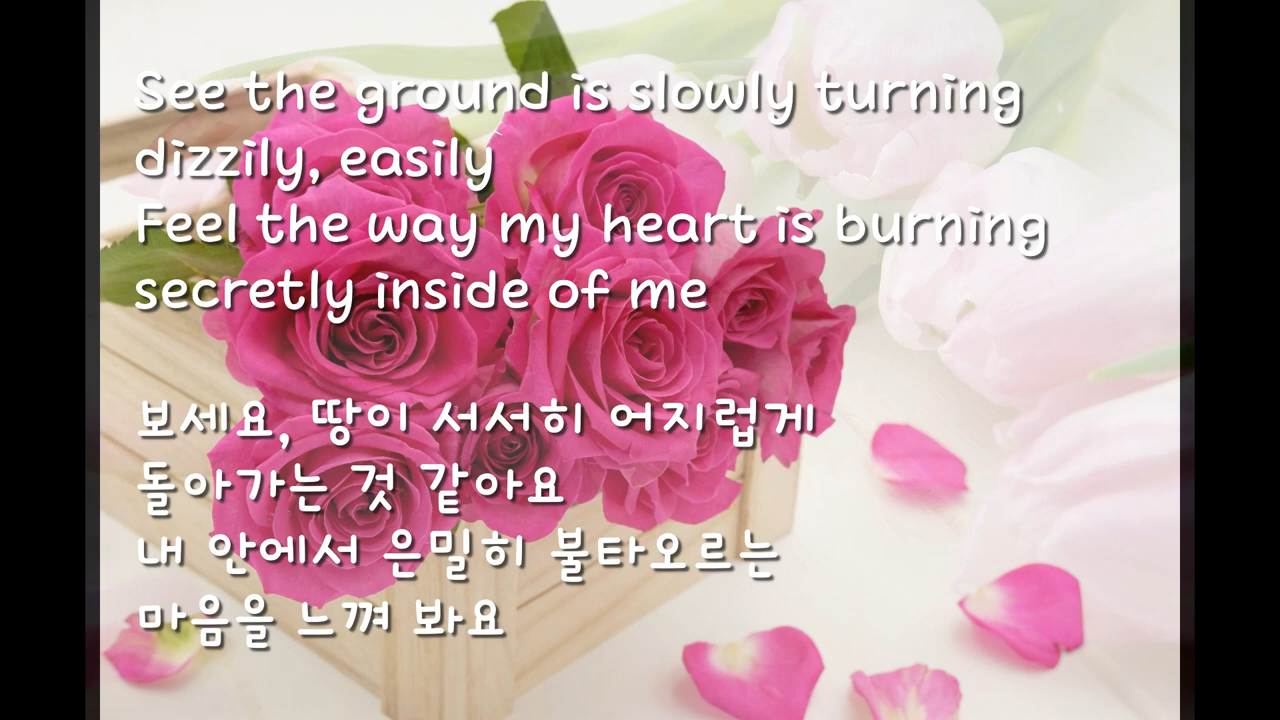 See the ground is slowly turning
dizzily, easily
Feel the way my heart is burning
secretly inside of me
보세요, 땅이 서서히 어지럽게
돌아가는 것 같아요
내 안에서 은밀히 불타오르는
마음을 느껴 봐요